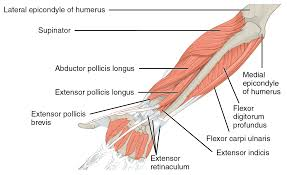 Lateral epicondyle of humerus
Supinator
Abductor pollicis longus
Extensor pollicis longus
Extensor pollicis
brevis
Extensor
retinaculum
Medial
epicondyle
of humerus
Flexor
digitorum
profundus
Flexor carpi ulnaris
Extensor indicis